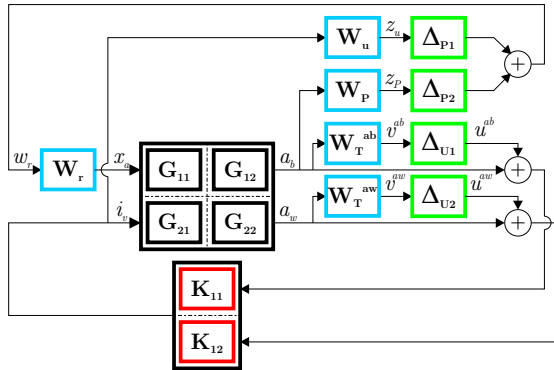 W_u z_u Δ_P1 +
W_P z_P Δ_P2
W_T^ab v^ab Δ_U1 u^ab +
w_r W_r x_a G_11 G_12 a_b
W_T^aw v^aw Δ_U2 u^aw +
i_v G_21 G_22 a_w
K_11
K_12